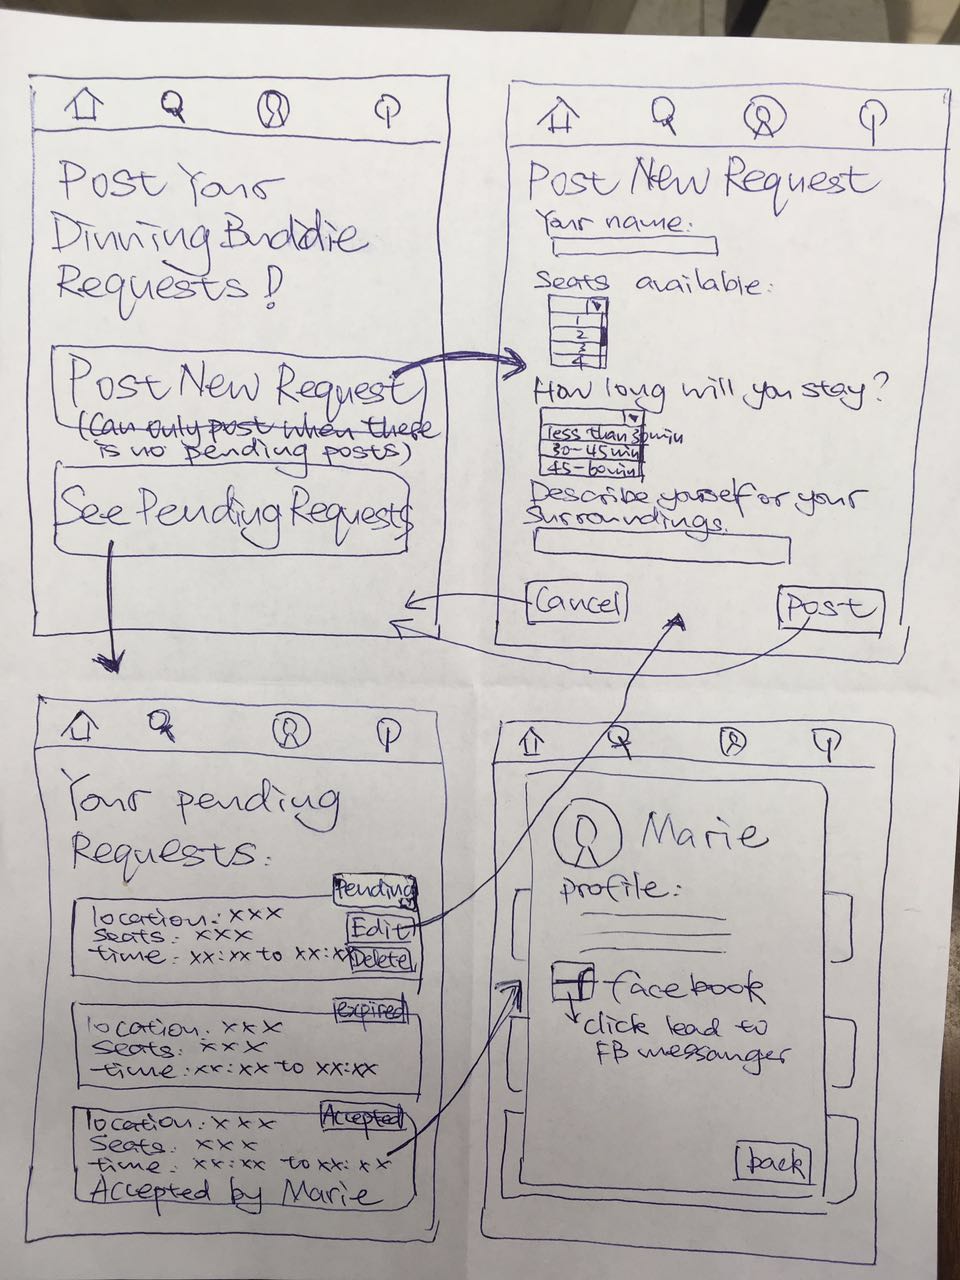 Post Your
Dinning Buddie
Requests!
Post New Request
(Can only post when there
is no pending posts)
See Pending Requests
Post New Request
Your name:
Seats available:
1
2
3
4
How long will you stay?
less than 30min
30-45min
45-60min
Describe youself or your
surroundings.
Cancel
Post
Your pending
Requests:
Pending
location: xxx
Seats: xxx
time: xx:xx to xx:xx
Edit
Delete
expired
location: xxx
Seats: xxx
time: xx:xx to xx:xx
Accepted
location: xxx
Seats: xxx
time: xx:xx to xx:xx
Accepted by Marie
Marie
profile:
f facebook
click lead to
FB messanger
back